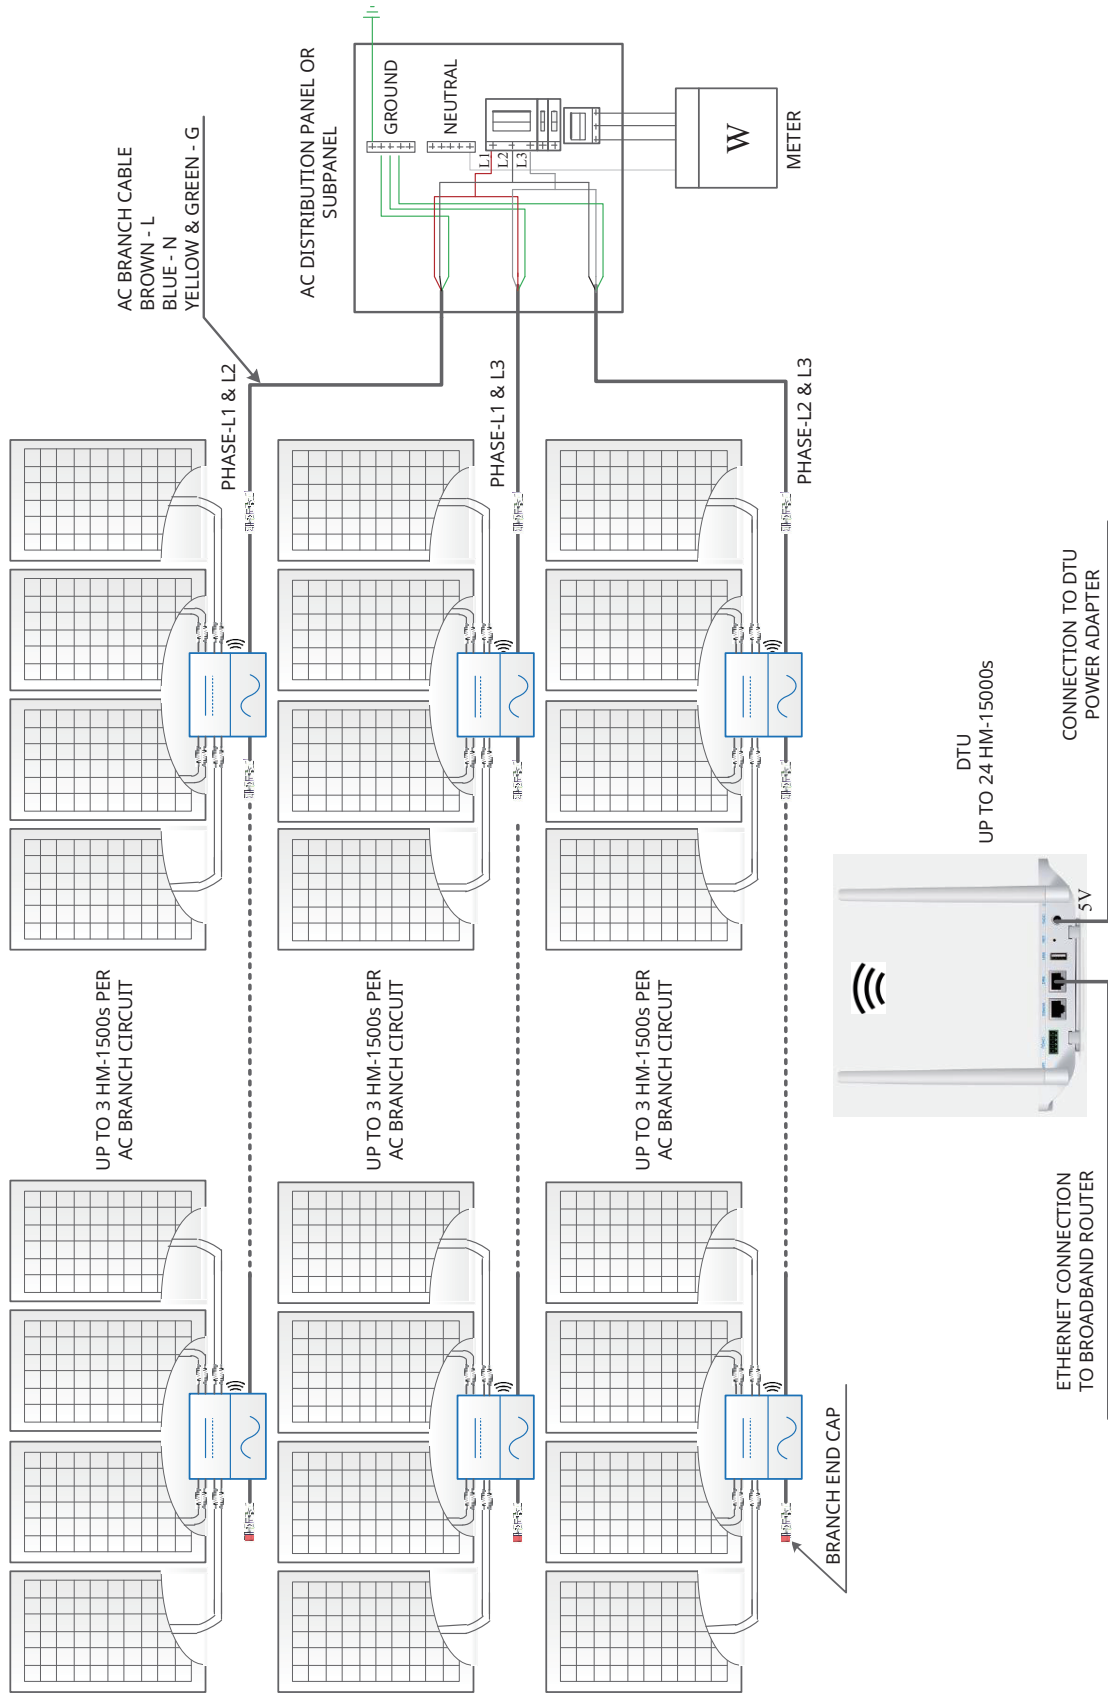 AC BRANCH CABLE
BROWN - L
BLUE - N
YELLOW & GREEN - G
AC DISTRIBUTION PANEL OR
SUBPANEL
GROUND
NEUTRAL
L1
L2
L3
W
METER
PHASE-L1 & L2
PHASE-L1 & L3
PHASE-L2 & L3
UP TO 3 HM-1500s PER
AC BRANCH CIRCUIT
UP TO 3 HM-1500s PER
AC BRANCH CIRCUIT
UP TO 3 HM-1500s PER
AC BRANCH CIRCUIT
DTU
UP TO 24 HM-15000s
CONNECTION TO DTU
POWER ADAPTER
5V
ETHERNET CONNECTION
TO BROADBAND ROUTER
BRANCH END CAP